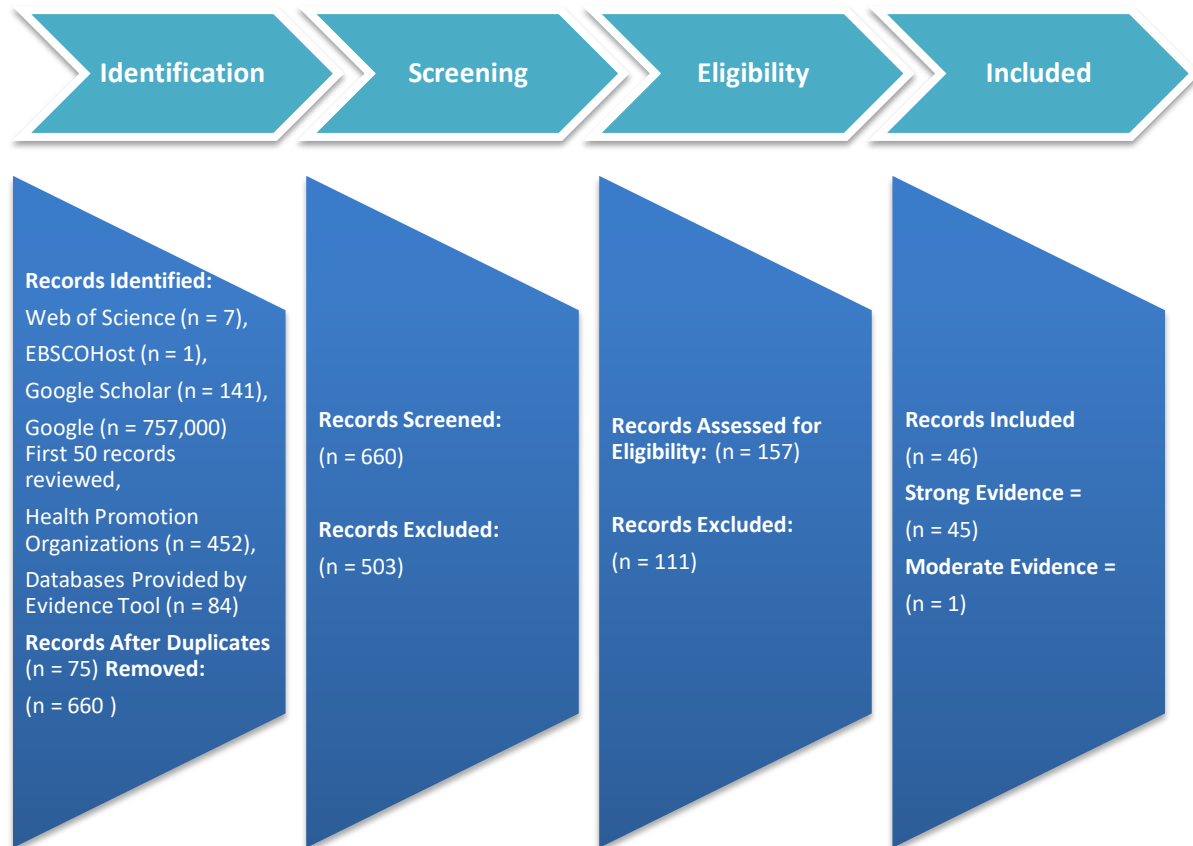 Identification
Screening
Eligibility
Included
Records Identified:
Web of Science (n = 7),
EBSCOHost (n = 1),
Google Scholar (n = 141),
Google (n = 757,000)
First 50 records
reviewed,
Health Promotion
Organizations (n = 452),
Databases Provided by
Evidence Tool (n = 84)
Records After Duplicates
(n = 75) Removed:
(n = 660 )
Records Screened:
(n = 660)
Records Excluded:
(n = 503)
Records Assessed for
Eligibility: (n = 157)
Records Excluded:
(n = 111)
Records Included
(n = 46)
Strong Evidence =
(n = 45)
Moderate Evidence =
(n = 1)